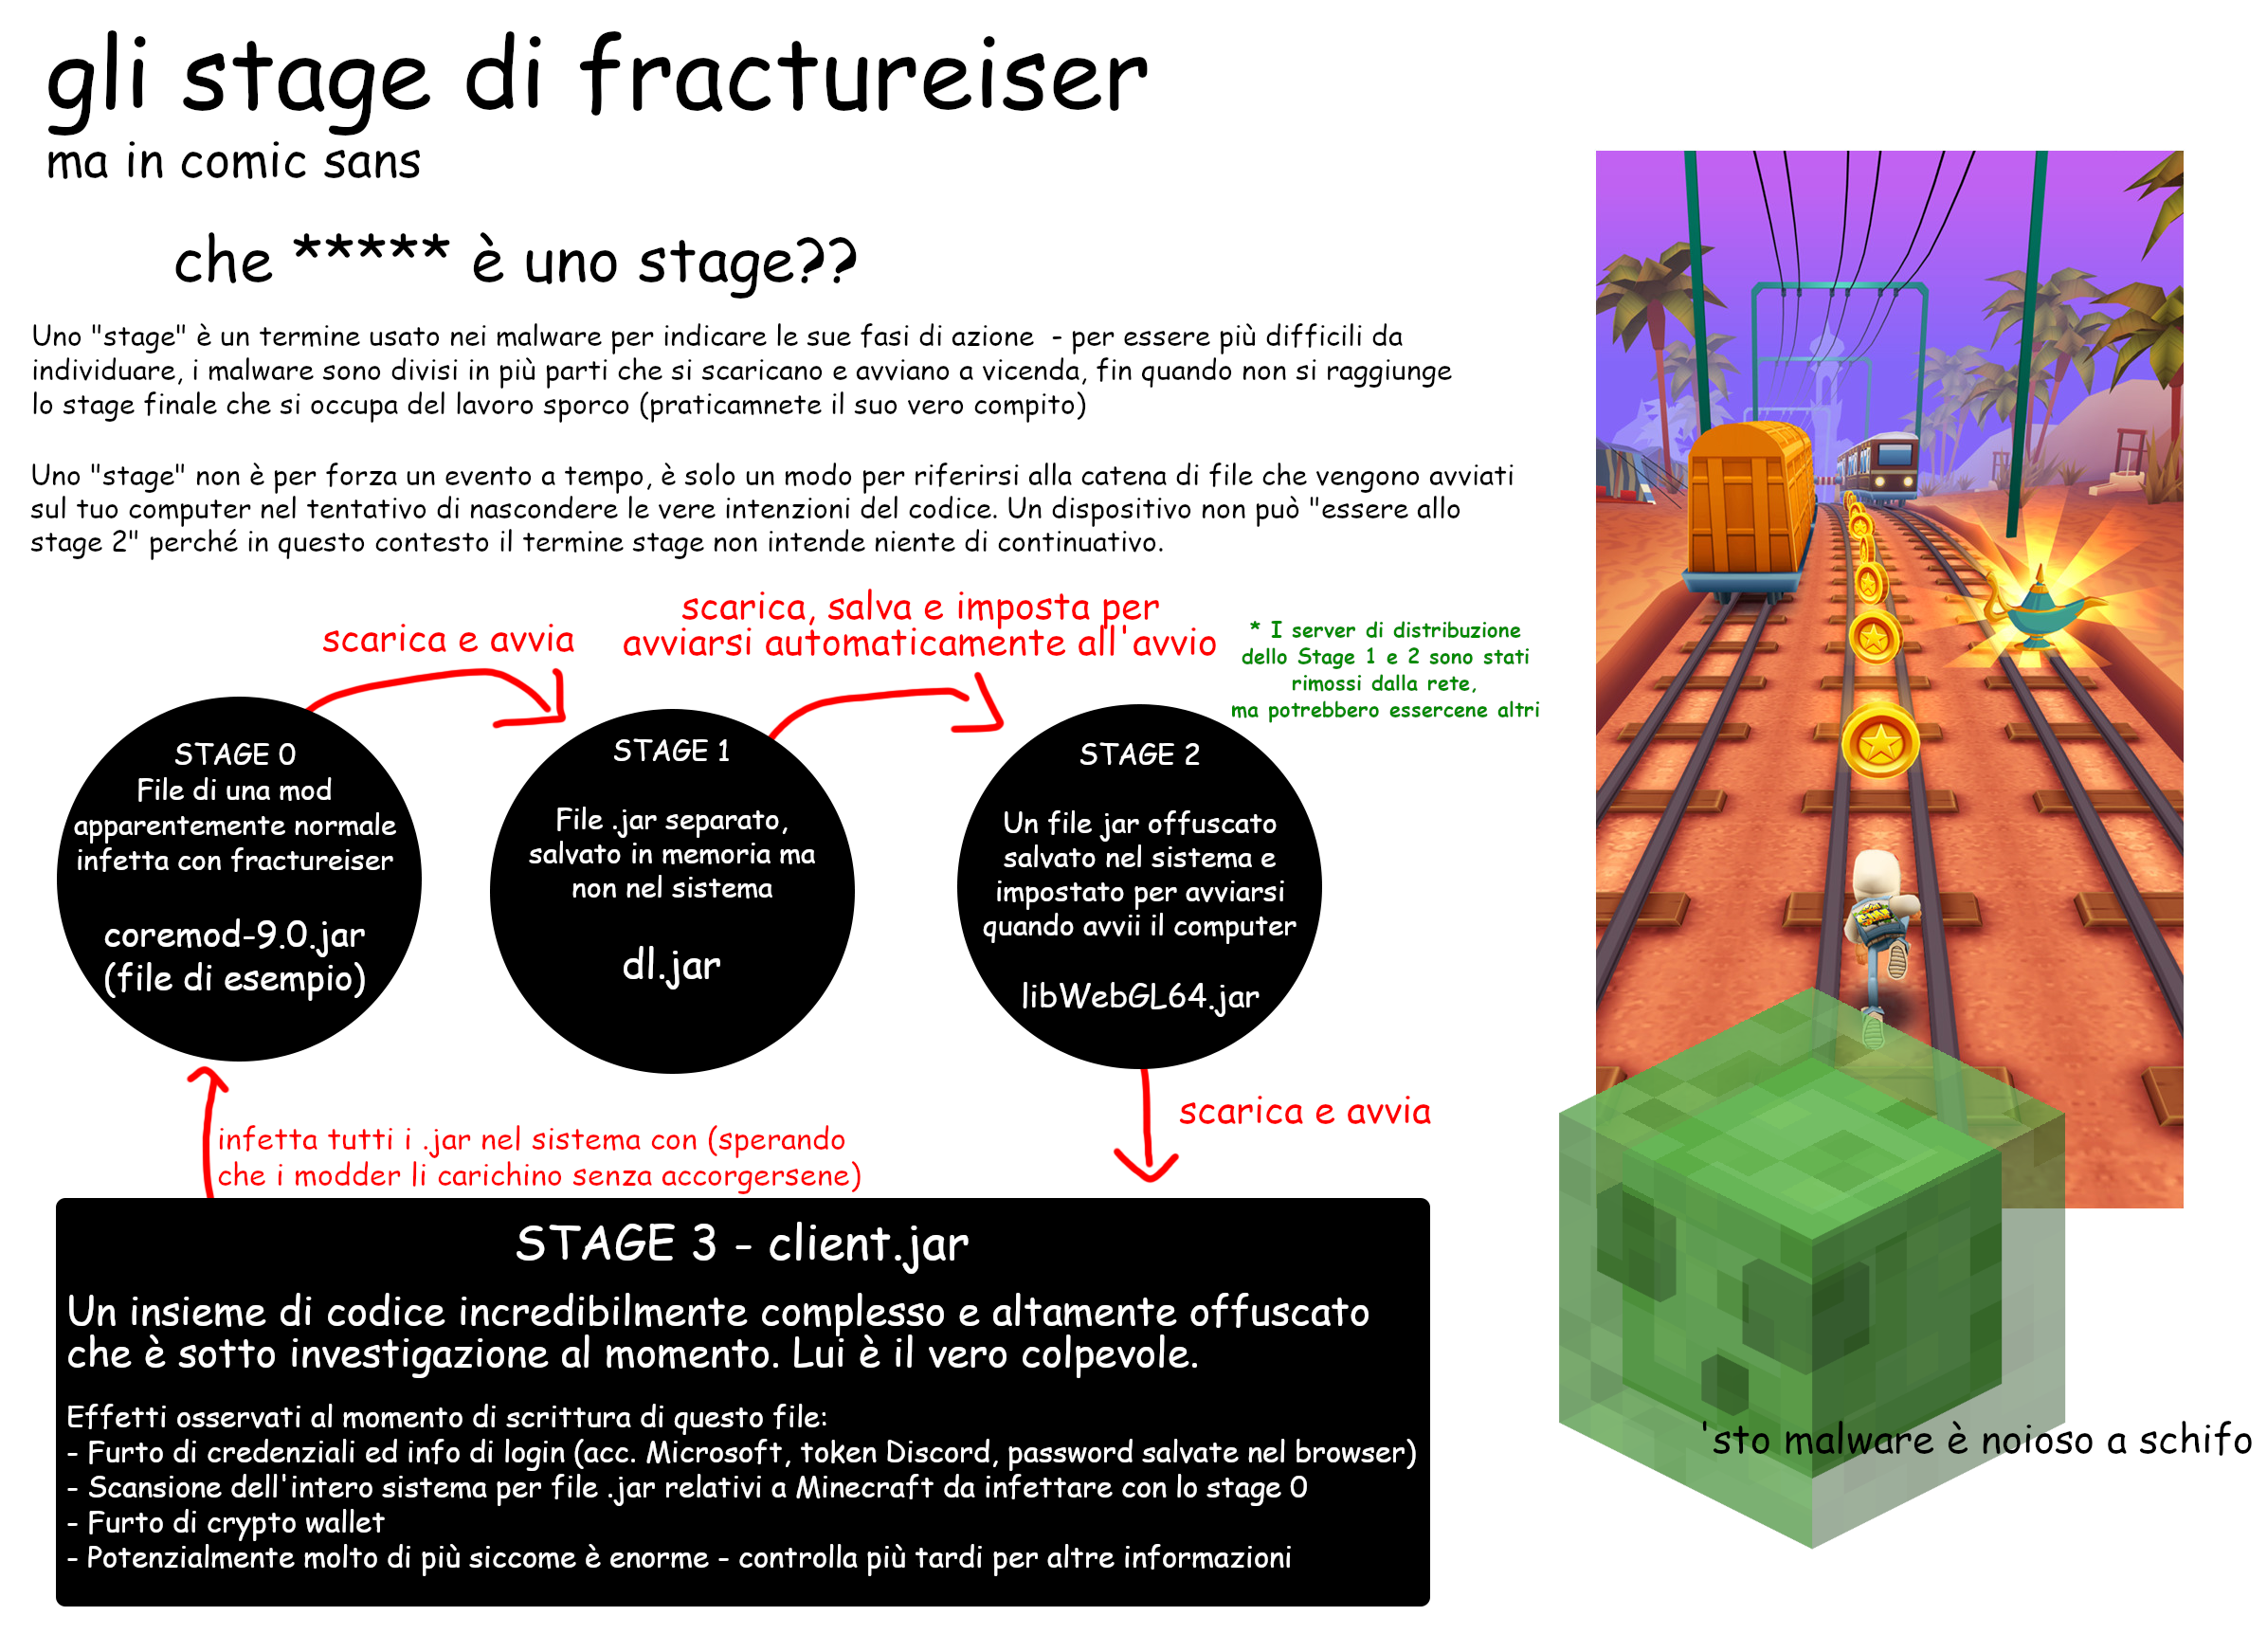 gli stage di fractureiser
ma in comic sans
che ***** è uno stage??
Uno "stage" è un termine usato nei malware per indicare le sue fasi di azione  - per essere più difficili da
individuare, i malware sono divisi in più parti che si scaricano e avviano a vicenda, fin quando non si raggiunge
lo stage finale che si occupa del lavoro sporco (praticamnete il suo vero compito)
Uno "stage" non è per forza un evento a tempo, è solo un modo per riferirsi alla catena di file che vengono avviati
sul tuo computer nel tentativo di nascondere le vere intenzioni del codice. Un dispositivo non può "essere allo
stage 2" perché in questo contesto il termine stage non intende niente di continuativo.
scarica e avvia
scarica, salva e imposta per
avviarsi automaticamente all'avvio
* I server di distribuzione
dello Stage 1 e 2 sono stati
rimossi dalla rete,
ma potrebbero essercene altri
STAGE 0
File di una mod
apparentemente normale
infetta con fractureiser
coremod-9.0.jar
(file di esempio)
STAGE 1
File .jar separato,
salvato in memoria ma
non nel sistema
dl.jar
STAGE 2
Un file jar offuscato
salvato nel sistema e
impostato per avviarsi
quando avvii il computer
libWebGL64.jar
scarica e avvia
infetta tutti i .jar nel sistema con (sperando
che i modder li carichino senza accorgersene)
STAGE 3 - client.jar
Un insieme di codice incredibilmente complesso e altamente offuscato
che è sotto investigazione al momento. Lui è il vero colpevole.
Effetti osservati al momento di scrittura di questo file:
- Furto di credenziali ed info di login (acc. Microsoft, token Discord, password salvate nel browser)
- Scansione dell'intero sistema per file .jar relativi a Minecraft da infettare con lo stage 0
- Furto di crypto wallet
- Potenzialmente molto di più siccome è enorme - controlla più tardi per altre informazioni
'sto malware è noioso a schifo